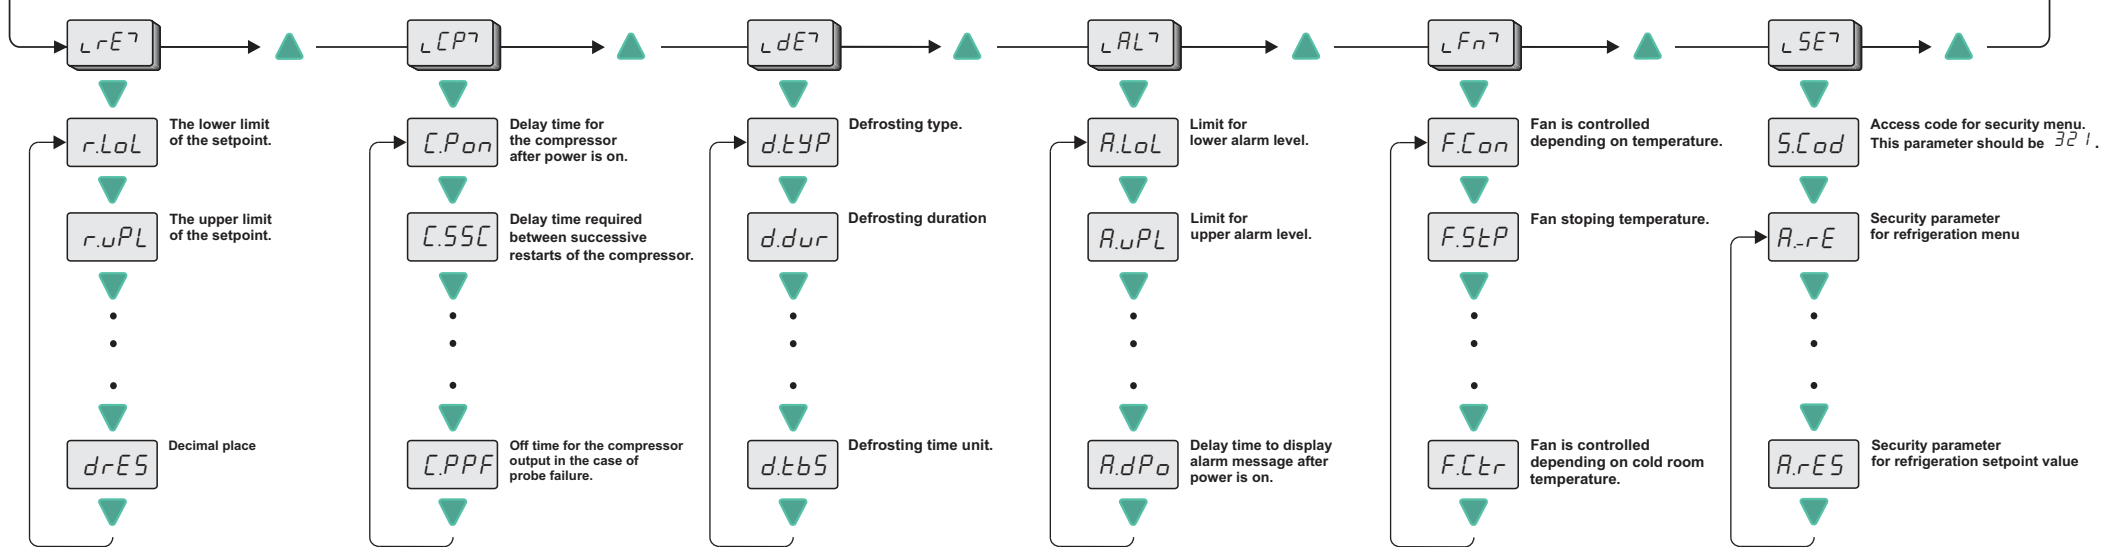 rE
CP
dE
AL
Fn
SE
r.LoL
The lower limit
of the setpoint.
r.uPL
The upper limit
of the setpoint.
drES
Decimal place
C.Pon
Delay time for
the compressor
after power is on.
C.SSC
Delay time required
between successive
restarts of the compressor.
C.PPF
Off time for the compressor
output in the case of
probe failure.
d.tYP
Defrosting type.
d.dur
Defrosting duration
d.tbS
Defrosting time unit.
A.LoL
Limit for
lower alarm level.
A.uPL
Limit for
upper alarm level.
A.dPo
Delay time to display
alarm message after
power is on.
F.Con
Fan is controlled
depending on temperature.
F.StP
Fan stoping temperature.
F.Ctr
Fan is controlled
depending on cold room
temperature.
S.Cod
Access code for security menu.
This parameter should be 321.
A.-rE
Security parameter
for refrigeration menu
A.rES
Security parameter
for refrigeration setpoint value